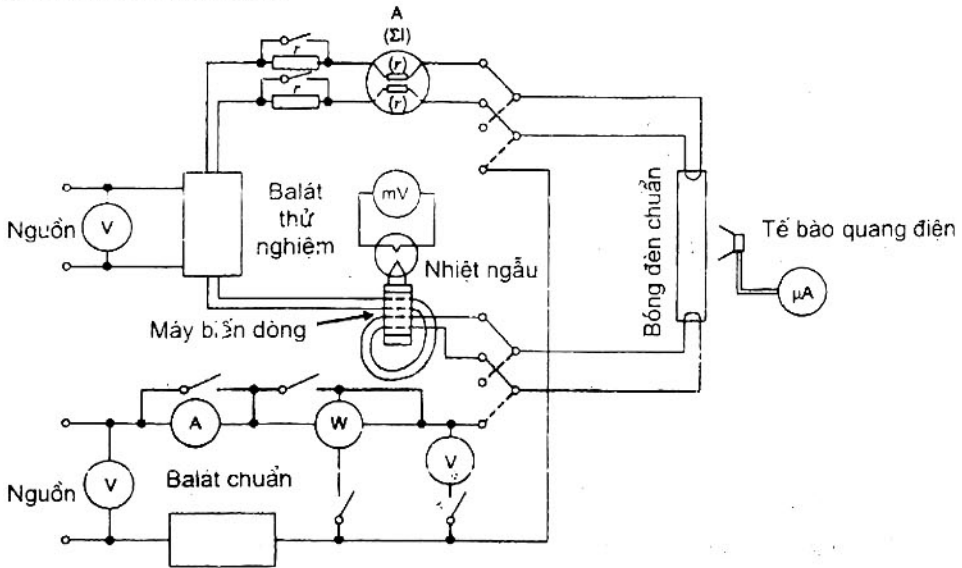 A
(ΣI)
r
(r)
r
(r)
Balát
thử
nghiệm
mV
Nguồn
V
Nhiệt ngẫu
Máy biến dòng
Bóng đèn chuẩn
Tế bào quang điện
μA
A
W
V
Nguồn
V
Balát chuẩn